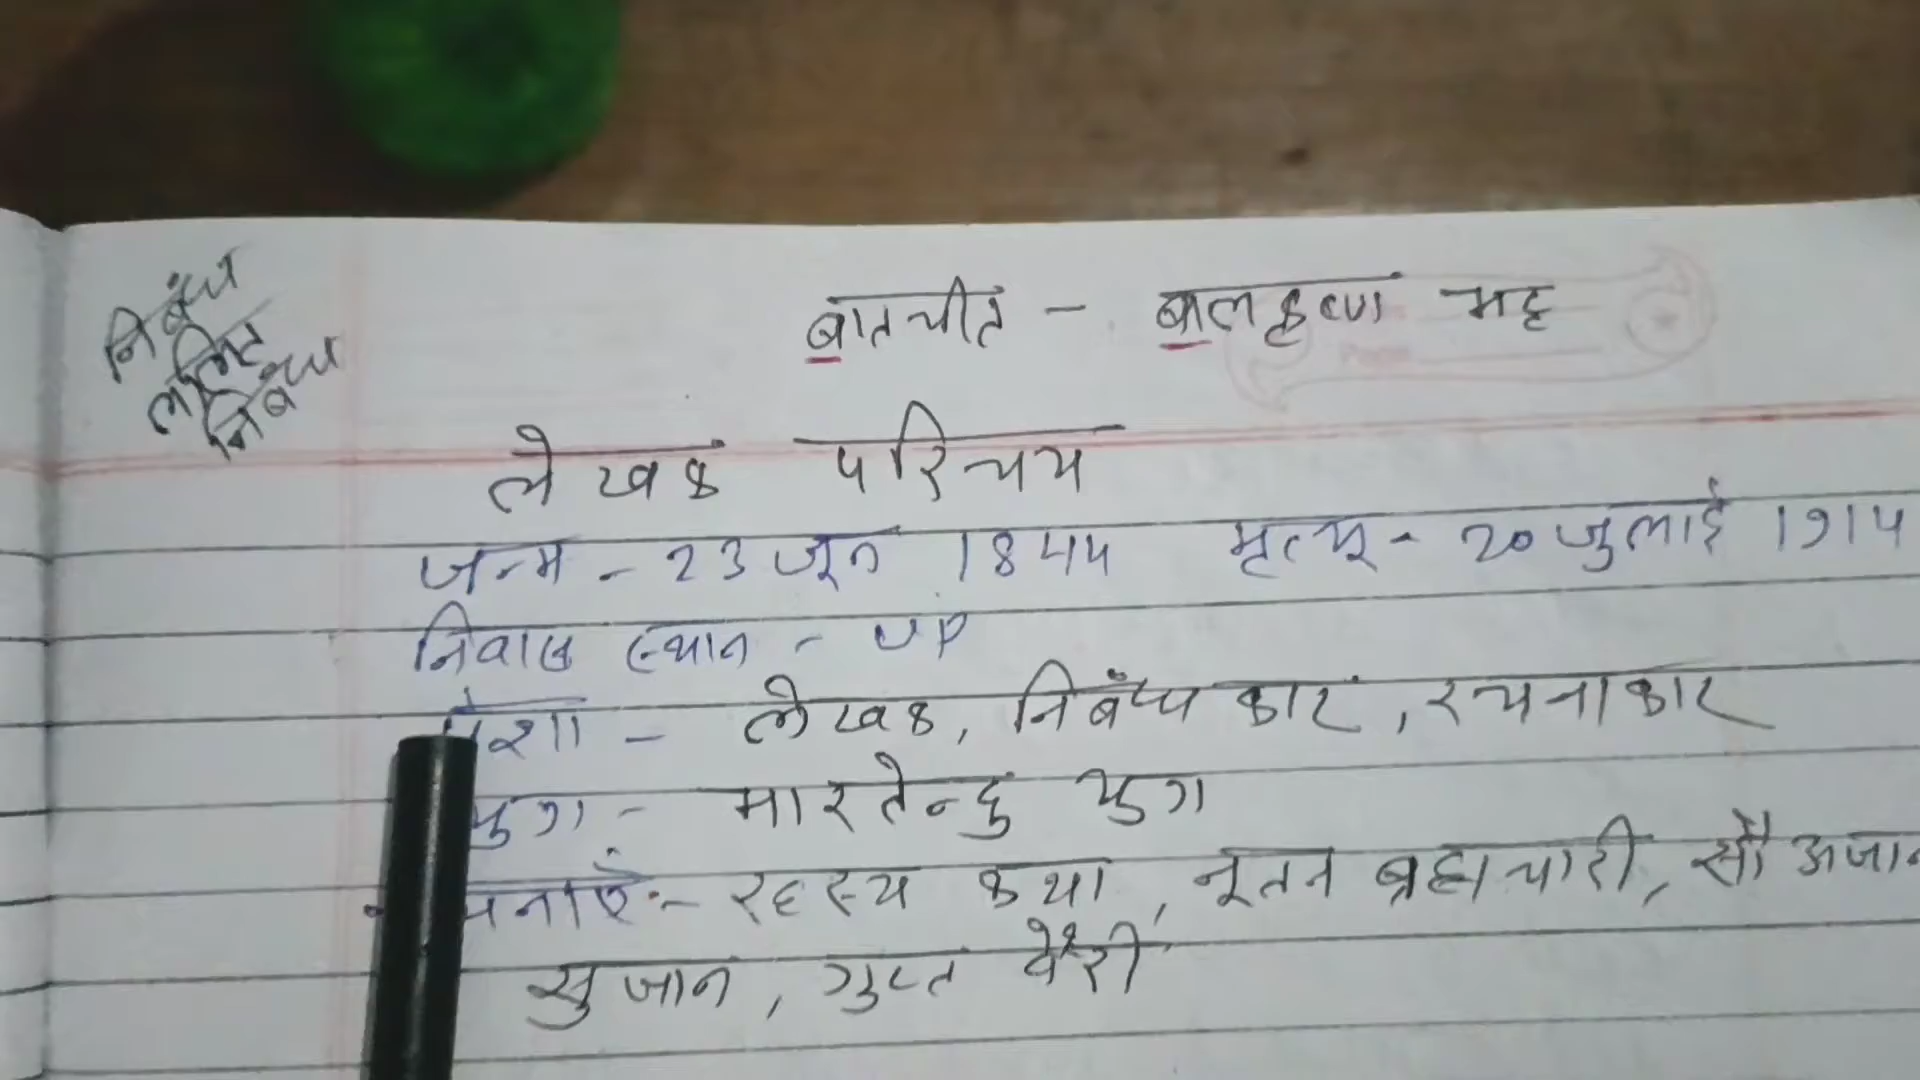 निबंध
ललित
निबंध
बातचीत - बालकृष्ण भट्ट
लेखक परिचय
जन्म - 23 जून 1844 मृत्यू - 20 जुलाई 1914
निवास स्थान - UP
पेशा - लेखक, निबंधकार, रचनाकार
युग - भारतेन्दु युग
रचनाएँ:- रहस्य कथा, नूतन ब्रह्मचारी, सौ अजान
सुजान, गुप्त वैरी